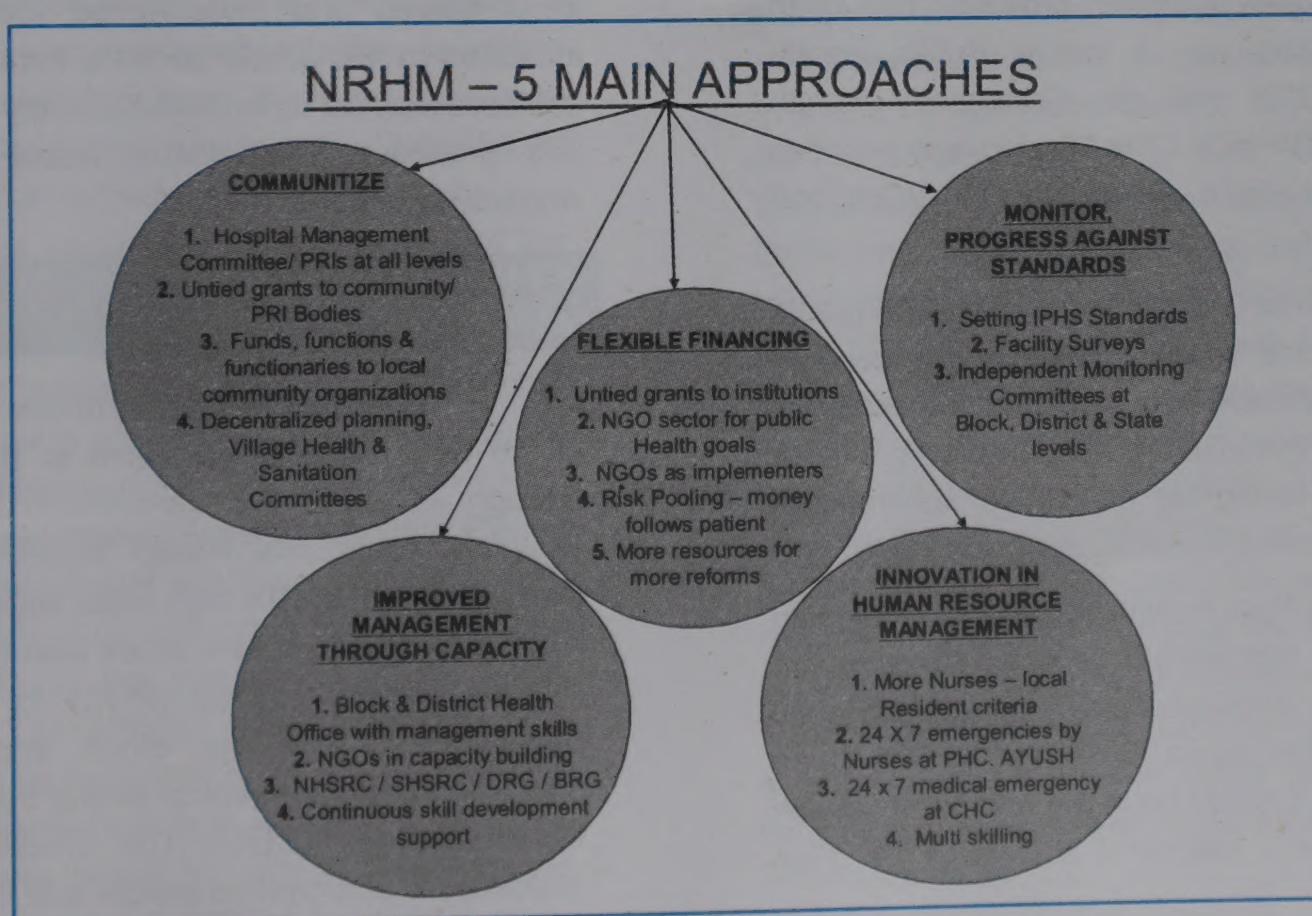 NRHM – 5 MAIN APPROACHES
COMMUNITIZE
1. Hospital Management
Committee/ PRIs at all levels
2. Untied grants to community/
PRI Bodies
3. Funds, functions &
functionaries to local
community organizations
4. Decentralized planning,
Village Health &
Sanitation
Committees
FLEXIBLE FINANCING
1. Untied grants to institutions
2. NGO sector for public
Health goals
3. NGOs as implementers
4. Risk Pooling – money
follows patient
5. More resources for
more reforms
MONITOR,
PROGRESS AGAINST
STANDARDS
1. Setting IPHS Standards
2. Facility Surveys
3. Independent Monitoring
Committees at
Block, District & State
levels
IMPROVED
MANAGEMENT
THROUGH CAPACITY
1. Block & District Health
Office with management skills
2. NGOs in capacity building
3. NHSRC / SHSRC / DRG / BRG
4. Continuous skill development
support
INNOVATION IN
HUMAN RESOURCE
MANAGEMENT
1. More Nurses – local
Resident criteria
2. 24 X 7 emergencies by
Nurses at PHC. AYUSH
3. 24 x 7 medical emergency
at CHC
4. Multi skilling